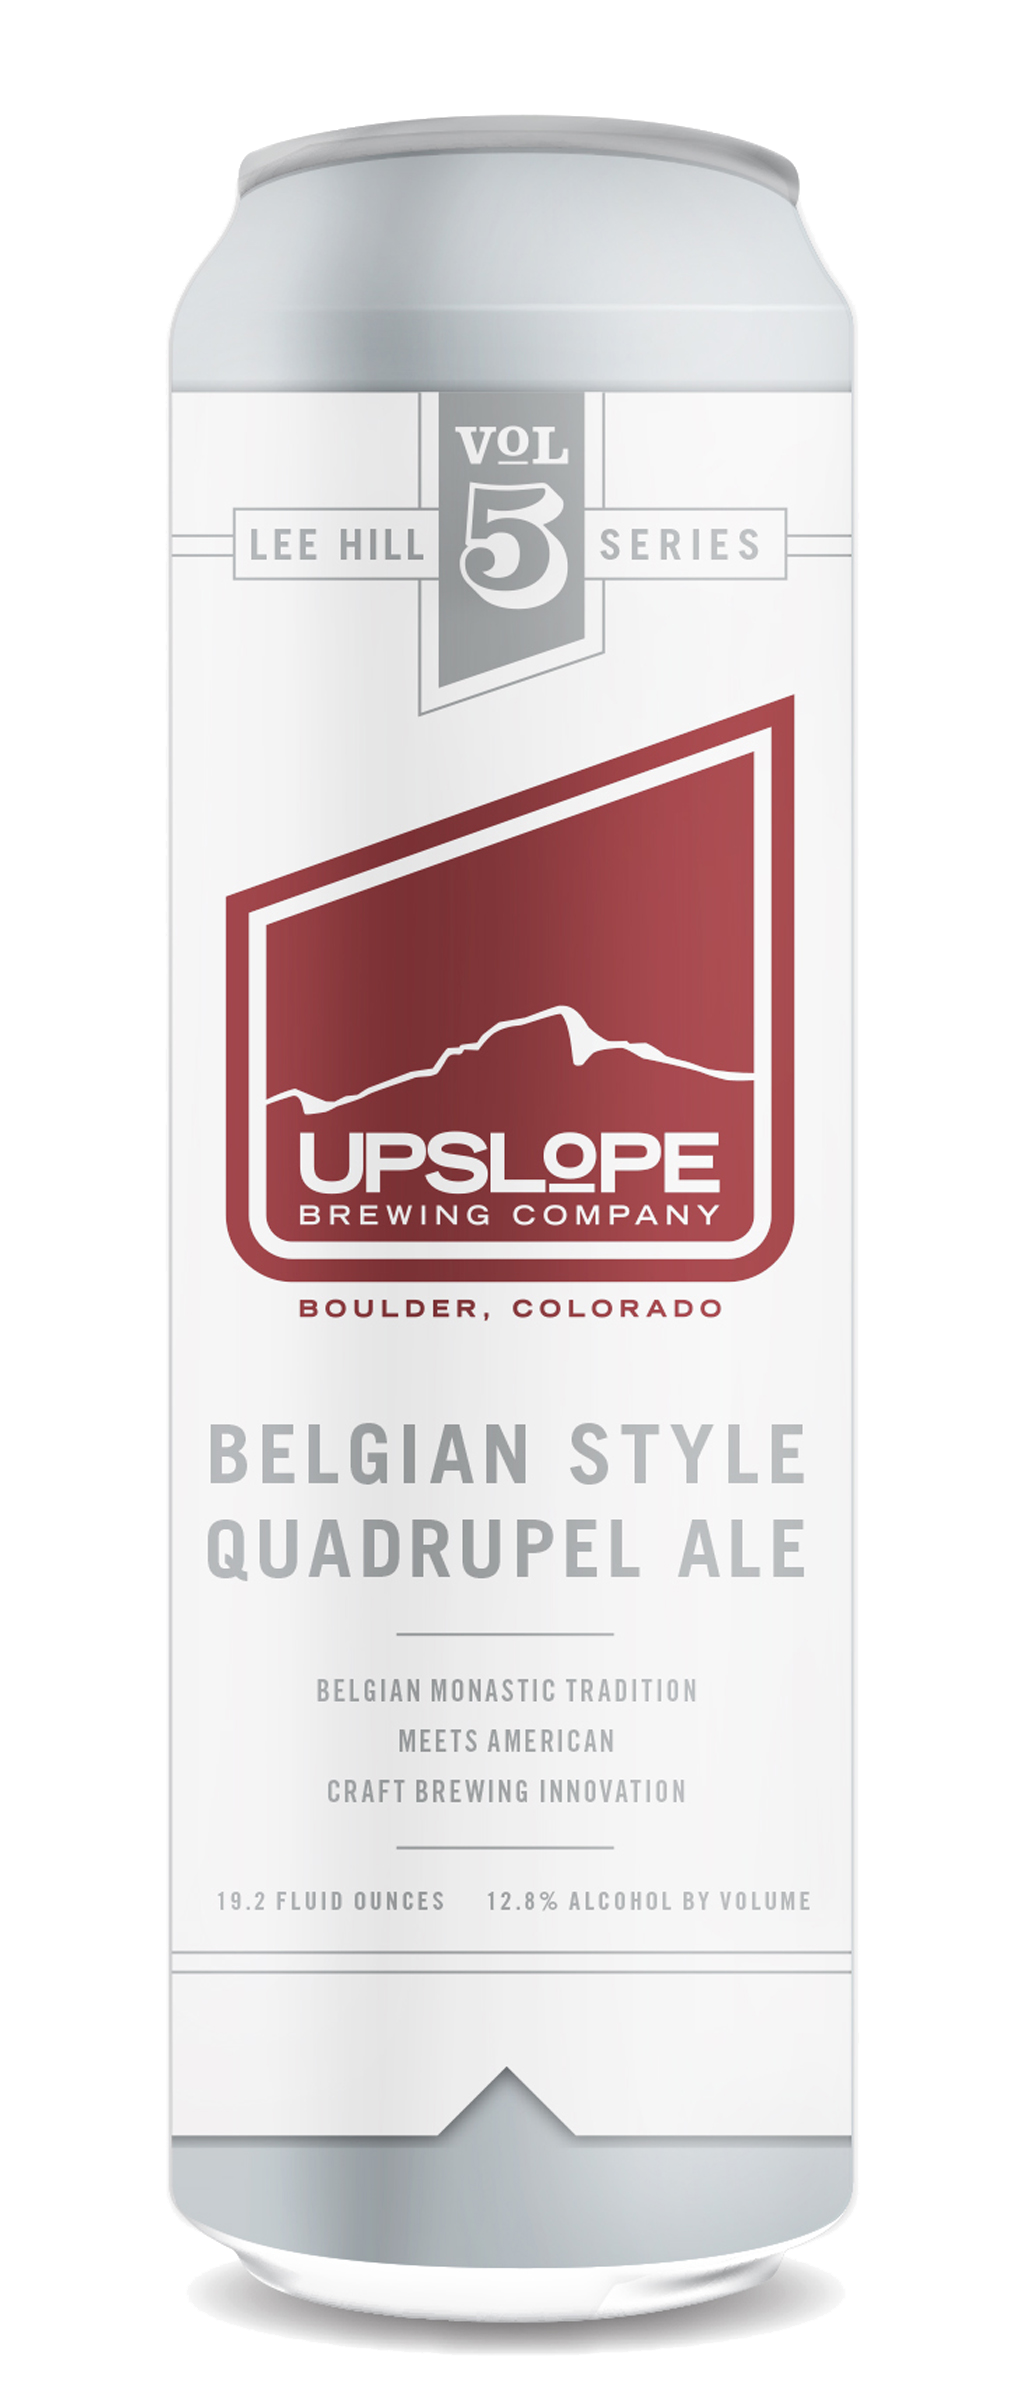 VOL
5
LEE HILL SERIES
UPSLOPE
BREWING COMPANY
BOULDER, COLORADO
BELGIAN STYLE
QUADRUPEL ALE
BELGIAN MONASTIC TRADITION
MEETS AMERICAN
CRAFT BREWING INNOVATION
19.2 FLUID OUNCES 12.8% ALCOHOL BY VOLUME